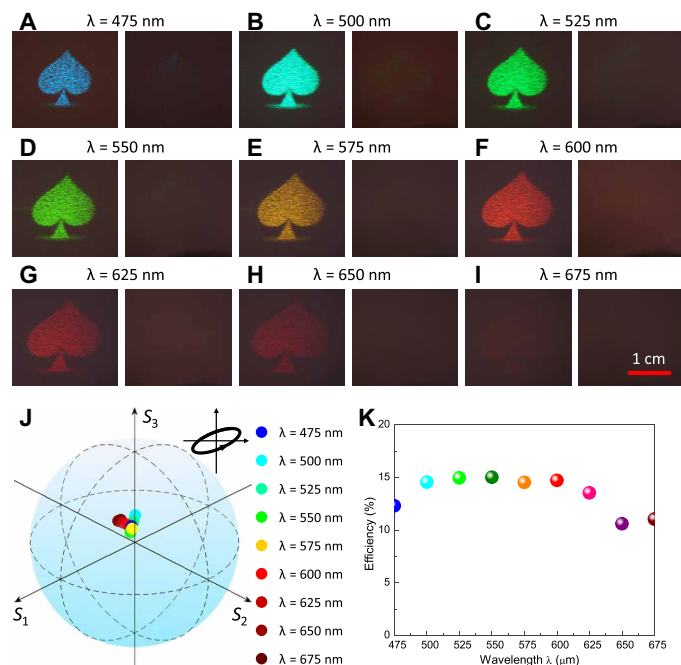 A λ = 475 nm
B λ = 500 nm
C λ = 525 nm
D λ = 550 nm
E λ = 575 nm
F λ = 600 nm
G λ = 625 nm
H λ = 650 nm
I λ = 675 nm
1 cm
J
S3
S1
S2
λ = 475 nm
λ = 500 nm
λ = 525 nm
λ = 550 nm
λ = 575 nm
λ = 600 nm
λ = 625 nm
λ = 650 nm
λ = 675 nm
K
Efficiency (%)
20
15
10
5
0
475 500 525 550 575 600 625 650 675
Wavelength λ (μm)